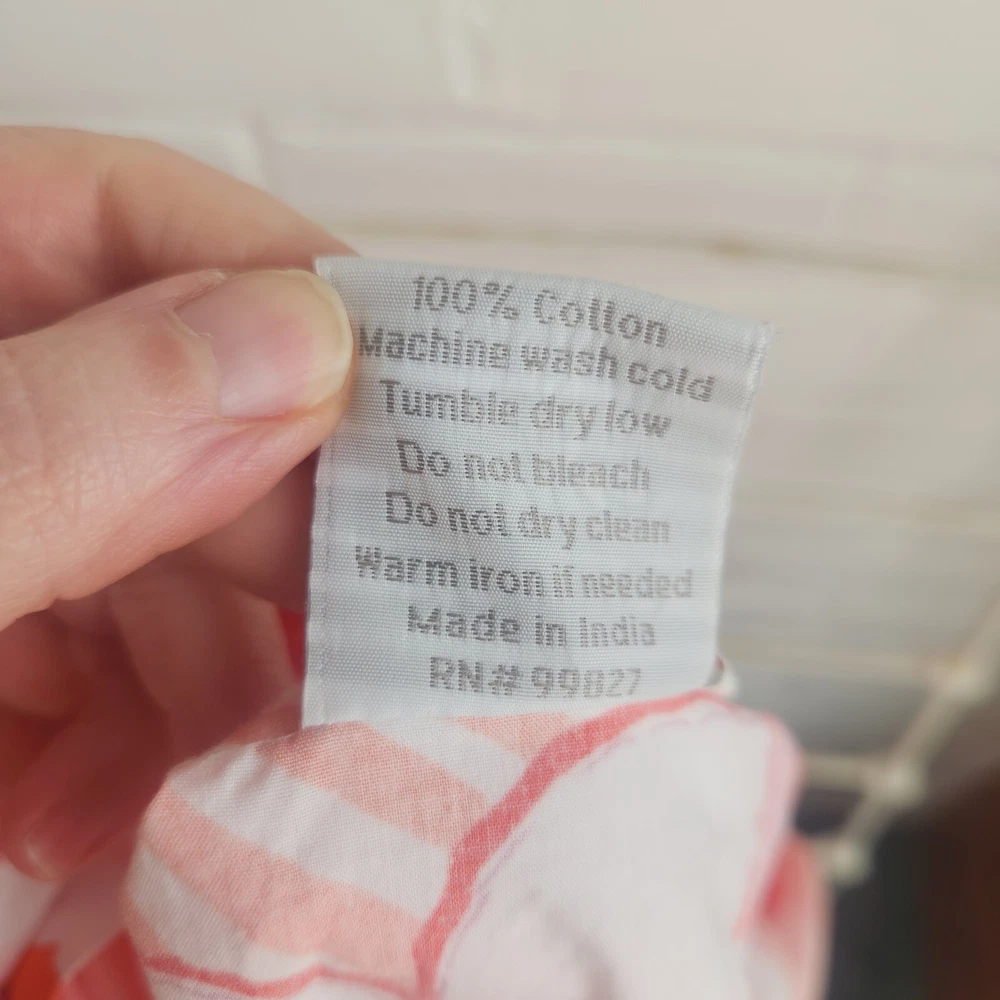 100% Cotton
Machine wash cold
Tumble dry low
Do not bleach
Do not dry clean
Warm iron if needed
Made in India
RN# 99827